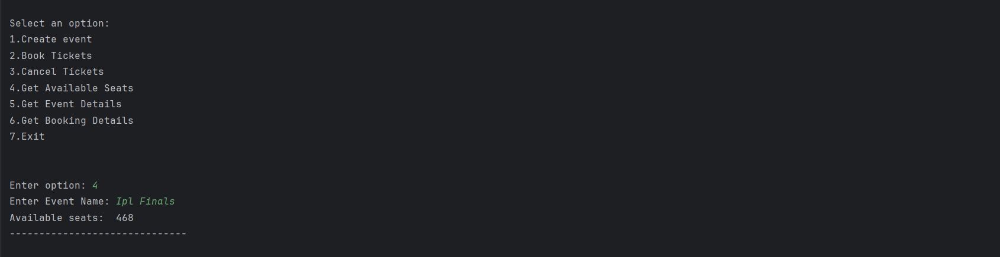 Select an option:
1.Create event
2.Book Tickets
3.Cancel Tickets
4.Get Available Seats
5.Get Event Details
6.Get Booking Details
7.Exit
Enter option: 4
Enter Event Name: Ipl Finals
Available seats:  468
------------------------------